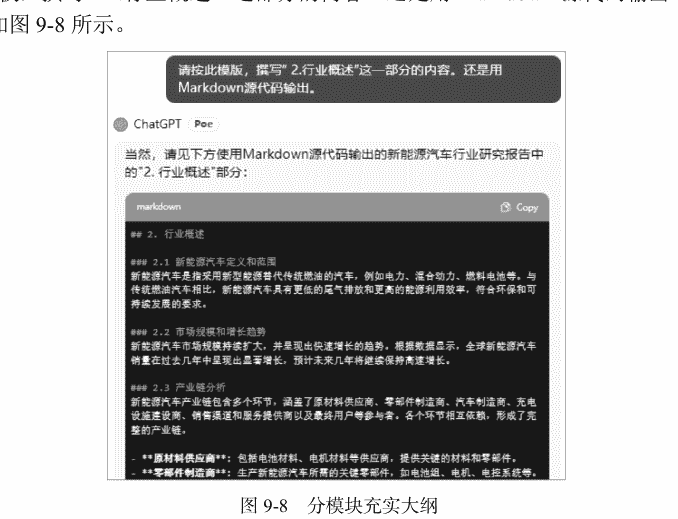 如图 9-8 所示。
请按此模版，撰写“ 2.行业概述”这一部分的内容。还是用
Markdown源代码输出。
ChatGPT Poe
当然，请见下方使用Markdown源代码输出的新能源汽车行业研究报告中
的"2. 行业概述"部分：
markdown Copy
## 2. 行业概述
### 2.1 新能源汽车定义和范围
新能源汽车是指采用新型能源替代传统燃油的汽车，例如电力、混合动力、燃料电池等。与
传统燃油汽车相比，新能源汽车具有更低的尾气排放和更高的能源利用效率，符合环保和可
持续发展的要求。
### 2.2 市场规模和增长趋势
新能源汽车市场规模持续扩大，并呈现出快速增长的趋势。根据数据显示，全球新能源汽车
销量在过去几年中呈现出显著增长，预计未来几年将继续保持高速增长。
### 2.3 产业链分析
新能源汽车产业链包含多个环节，涵盖了原材料供应商、零部件制造商、汽车制造商、充电
设施建设商、销售渠道和服务提供商以及最终用户等参与者。各个环节相互依赖，形成了完
整的产业链。
- **原材料供应商**：包括电池材料、电机材料等供应商，提供关键的材料和零部件。
- **零部件制造商**：生产新能源汽车所需的关键零部件，如电池组、电机、电控系统等。
图 9-8 分模块充实大纲